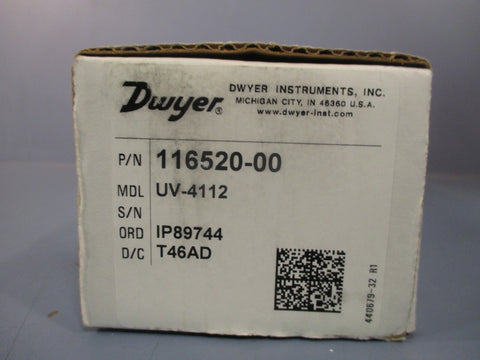 Dwyer®
DWYER INSTRUMENTS, INC.
MICHIGAN CITY, IN 46360 U.S.A.
www.dwyer-inst.com
P/N 116520-00
MDL UV-4112
S/N
ORD IP89744
D/C T46AD
440679-32 R1